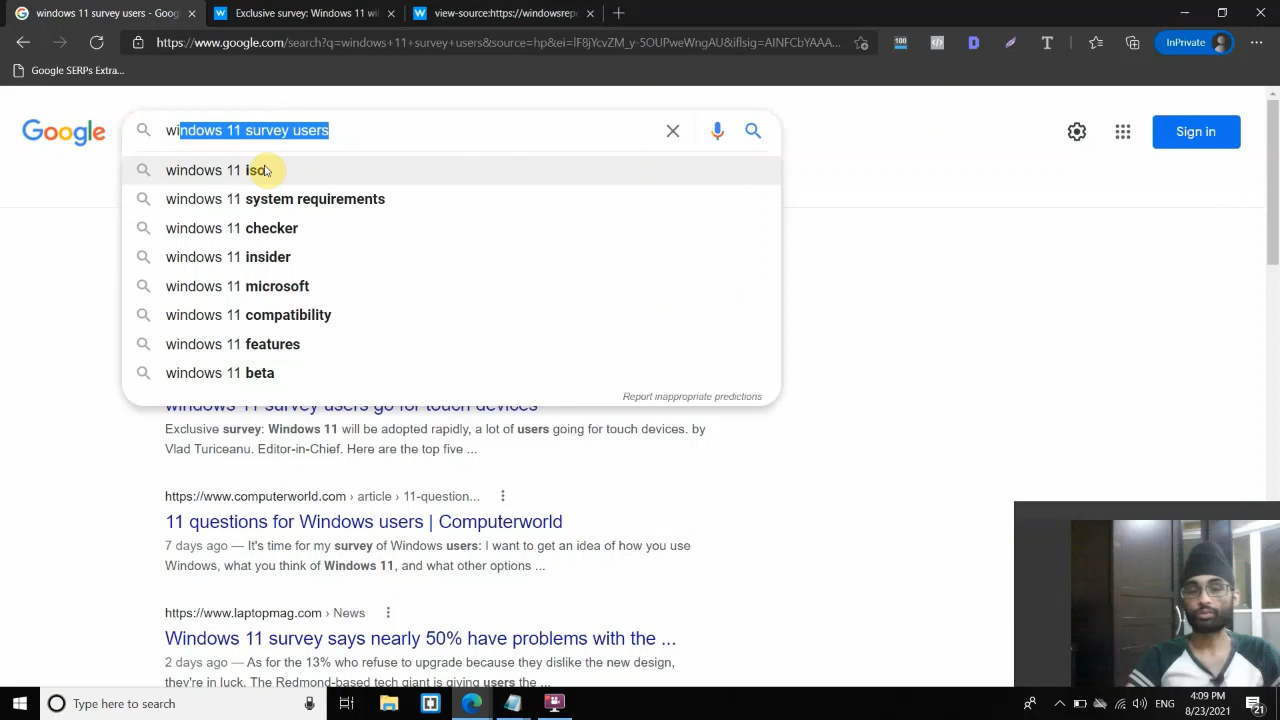 windows 11 survey users - Goo
Exclusive survey: Windows 11 wi
view-source:https://windowsrep
https://www.google.com/search?q=windows+11+survey+users&source=hp&ei=lF8jYcvZM_y-5OUPweWngAU&iflsig=AINFCbYAAA...
100
D
T
InPrivate
Google SERPs Extra...
Google
windows 11 survey users
Sign in
windows 11 iso
windows 11 system requirements
windows 11 checker
windows 11 insider
windows 11 microsoft
windows 11 compatibility
windows 11 features
windows 11 beta
Report inappropriate predictions
windows 11 survey users go for touch devices
Exclusive survey: Windows 11 will be adopted rapidly, a lot of users going for touch devices. by
Vlad Turiceanu. Editor-in-Chief. Here are the top five ...
https://www.computerworld.com › article › 11-question...
11 questions for Windows users | Computerworld
7 days ago — It's time for my survey of Windows users: I want to get an idea of how you use
Windows, what you think of Windows 11, and what other options ...
https://www.laptopmag.com › News
Windows 11 survey says nearly 50% have problems with the ...
2 days ago — As for the 13% who refuse to upgrade because they dislike the new design,
they're in luck. The Redmond-based tech giant is giving users the ...
Type here to search
ENG
4:09 PM
8/23/2021
21